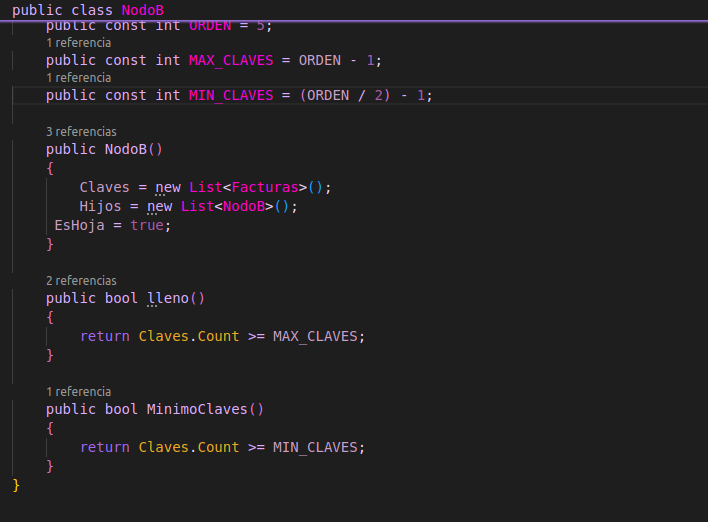 public class NodoB
public const int ORDEN = 5;
1 referencia
public const int MAX_CLAVES = ORDEN - 1;
1 referencia
public const int MIN_CLAVES = (ORDEN / 2) - 1;
3 referencias
public NodoB()
{
Claves = new List<Facturas>();
Hijos = new List<NodoB>();
EsHoja = true;
}
2 referencias
public bool lleno()
{
return Claves.Count >= MAX_CLAVES;
}
1 referencia
public bool MinimoClaves()
{
return Claves.Count >= MIN_CLAVES;
}
}